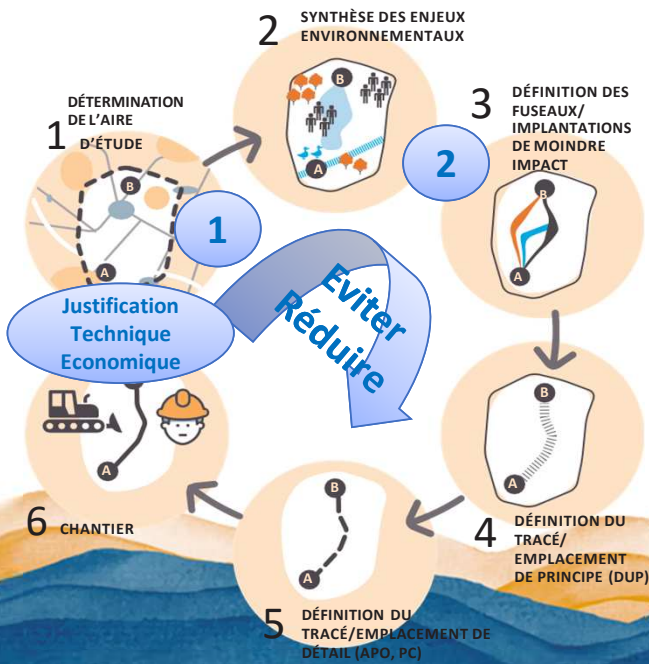 1
DÉTERMINATION
DE L'AIRE
D'ÉTUDE
B
A
2
SYNTHÈSE DES ENJEUX
ENVIRONNEMENTAUX
B
A
3
DÉFINITION DES
FUSEAUX/
IMPLANTATIONS
DE MOINDRE
IMPACT
B
A
1
2
Justification
Technique
Economique
Eviter
Réduire
B
A
4
DÉFINITION DU
TRACÉ/
EMPLACEMENT
DE PRINCIPE (DUP)
B
A
5
DÉFINITION DU
TRACÉ/EMPLACEMENT DE
DÉTAIL (APO, PC)
A
6
CHANTIER